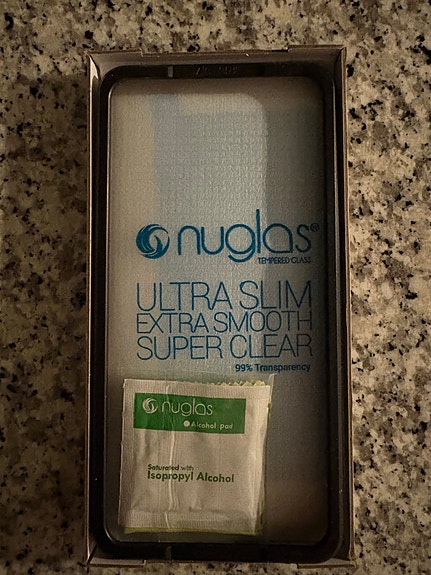 nuglas®
TEMPERED GLASS
ULTRA SLIM
EXTRA SMOOTH
SUPER CLEAR
99% Transparency
nuglas
Alcohol pad
Saturated with
Isopropyl Alcohol